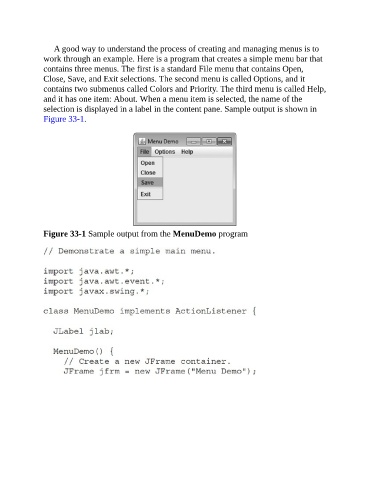 A good way to understand the process of creating and managing menus is to
work through an example. Here is a program that creates a simple menu bar that
contains three menus. The first is a standard File menu that contains Open,
Close, Save, and Exit selections. The second menu is called Options, and it
contains two submenus called Colors and Priority. The third menu is called Help,
and it has one item: About. When a menu item is selected, the name of the
selection is displayed in a label in the content pane. Sample output is shown in
Figure 33-1.
Menu Demo
File Options Help
Open
Close
Save
Exit
Figure 33-1 Sample output from the MenuDemo program
// Demonstrate a simple main menu.
import java.awt.*;
import java.awt.event.*;
import javax.swing.*;
class MenuDemo implements ActionListener {
JLabel jlab;
MenuDemo() {
// Create a new JFrame container.
JFrame jfrm = new JFrame("Menu Demo");